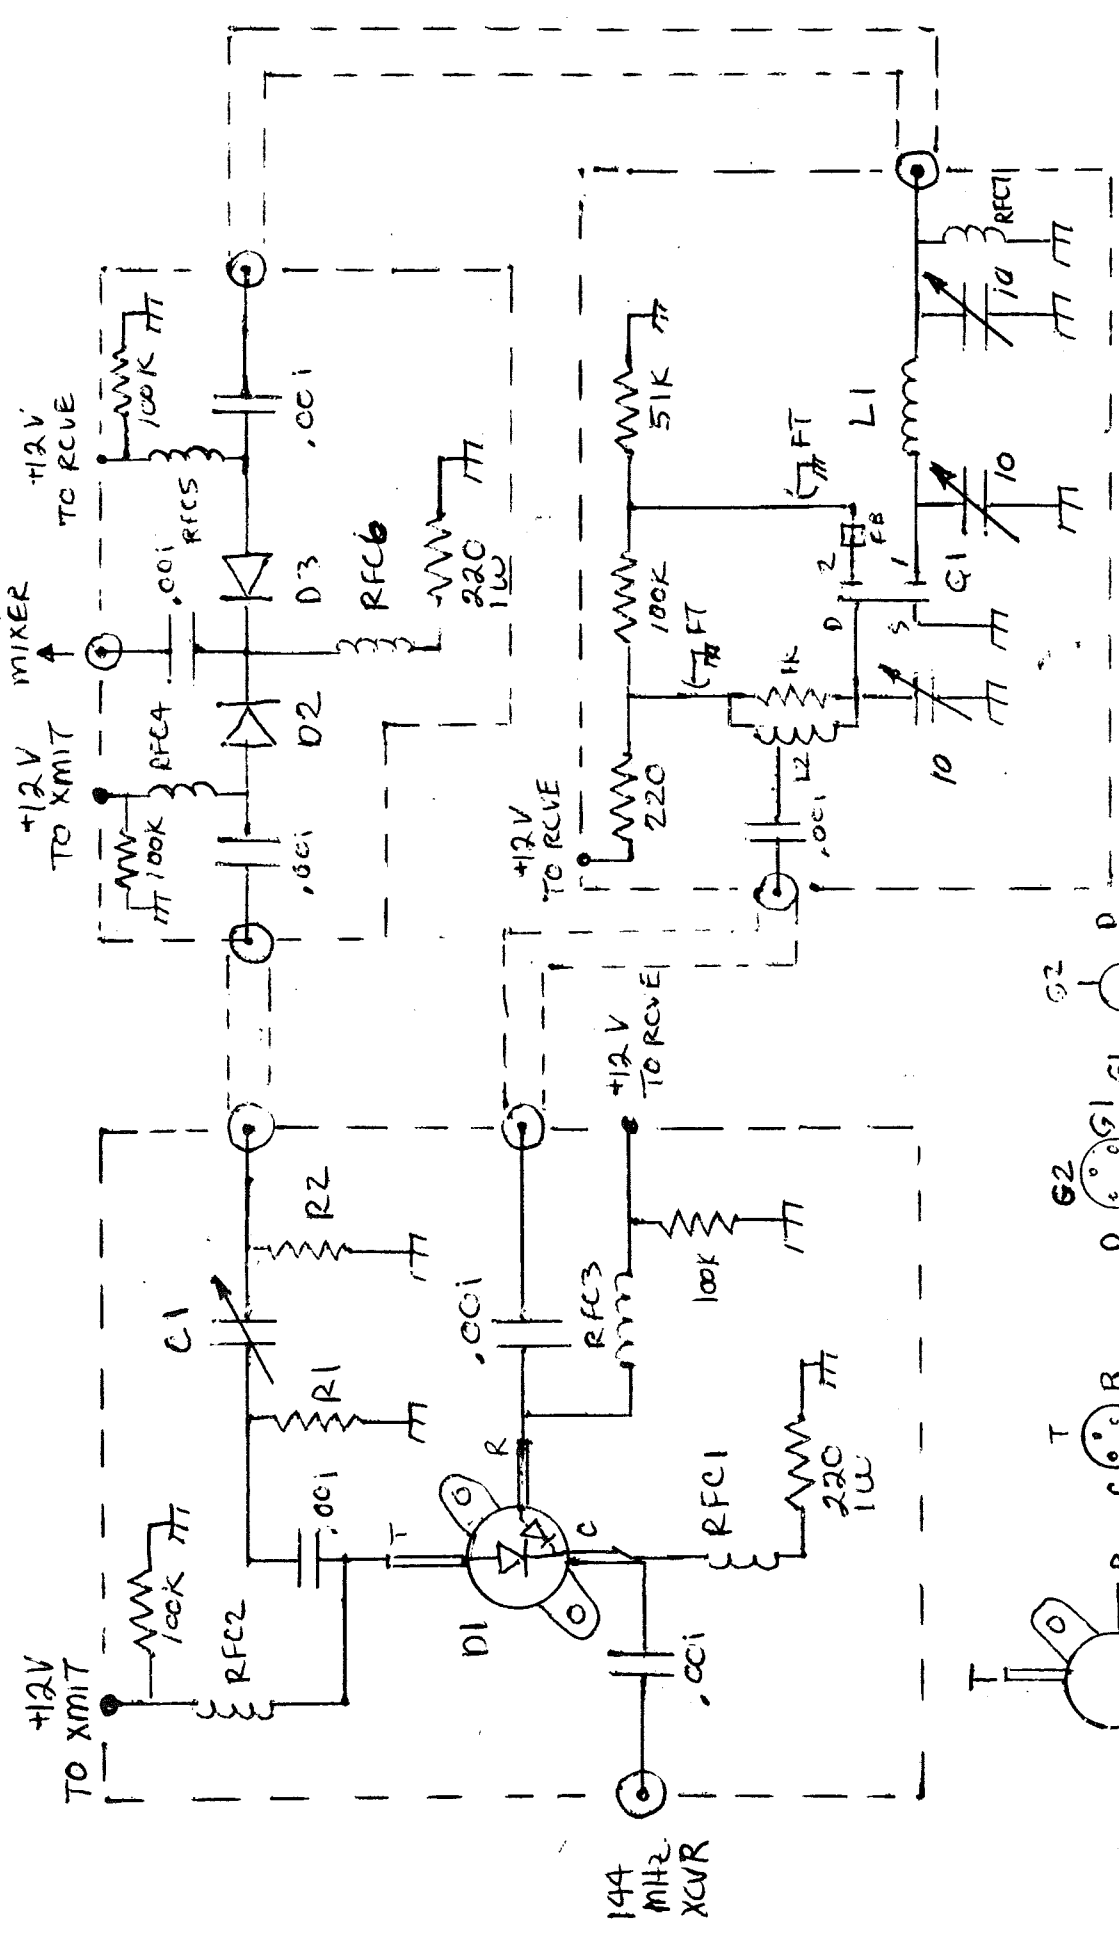 144
MHz
XCVR
+12V
TO XMIT
100K
RFC2
.001
T
D1
R
C
.001
RFC1
220
1W
C1
R1
R2
.001
RFC3
100K
+12V
TO RCVE
+12V
TO XMIT
100K
RFC4
.001
D2
MIXER
.001
D3
RFC6
220
1W
+12V
TO RCVE
100K
RFC5
.001
+12V
TO RCVE
220
100K
51K
FT
FT
1K
L2
.001
10
D
S
2
1
G1
FB
L1
10
10
RFC1
T
R
T
C
R
G2
D
G1
G2
G1
D